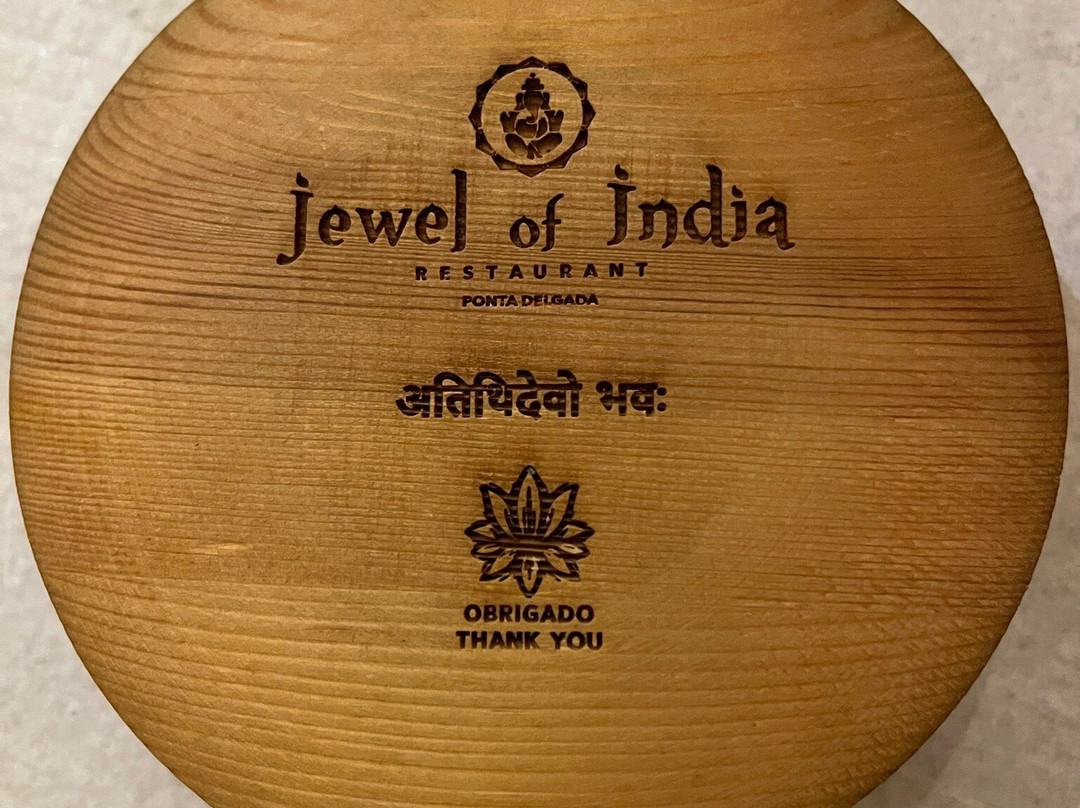 jewel of india
RESTAURANT
PONTA DELGADA
अतिथिदेवो भवः
OBRIGADO
THANK YOU